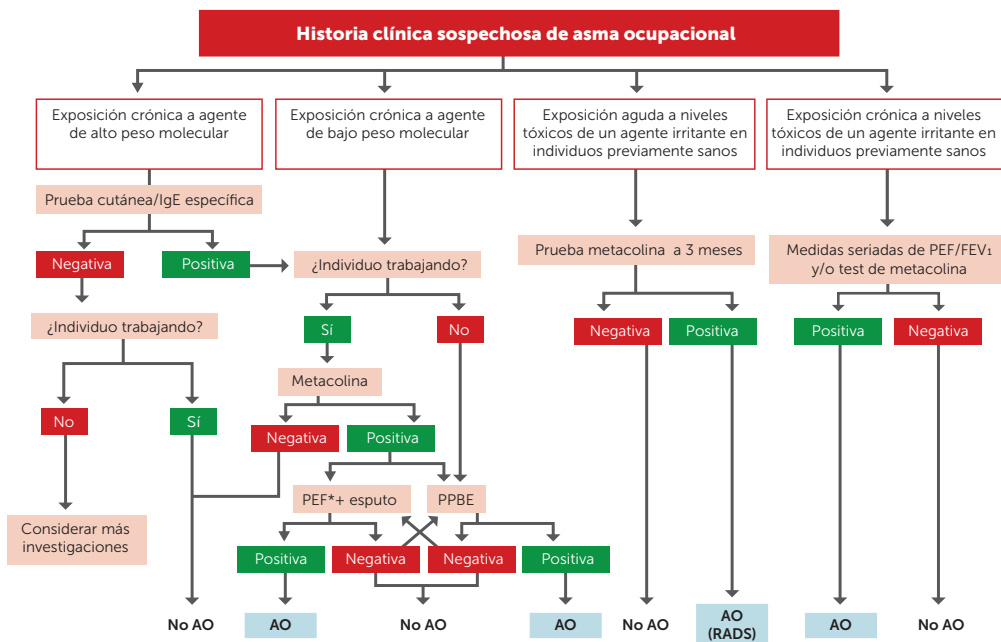 Historia clínica sospechosa de asma ocupacional
Exposición crónica a agente
de alto peso molecular
Exposición crónica a agente
de bajo peso molecular
Exposición aguda a niveles
tóxicos de un agente irritante en
individuos previamente sanos
Exposición crónica a niveles
tóxicos de un agente irritante en
individuos previamente sanos
Prueba cutánea/IgE específica
Negativa
Positiva
¿Individuo trabajando?
Prueba metacolina a 3 meses
Medidas seriadas de PEF/FEV₁
y/o test de metacolina
¿Individuo trabajando?
Sí
No
Negativa
Positiva
Positiva
Negativa
Metacolina
No
Sí
Negativa
Positiva
PEF*+ esputo
PPBE
Considerar más
investigaciones
Positiva
Negativa
Negativa
Positiva
No AO
AO
No AO
AO
No AO
AO
(RADS)
AO
No AO